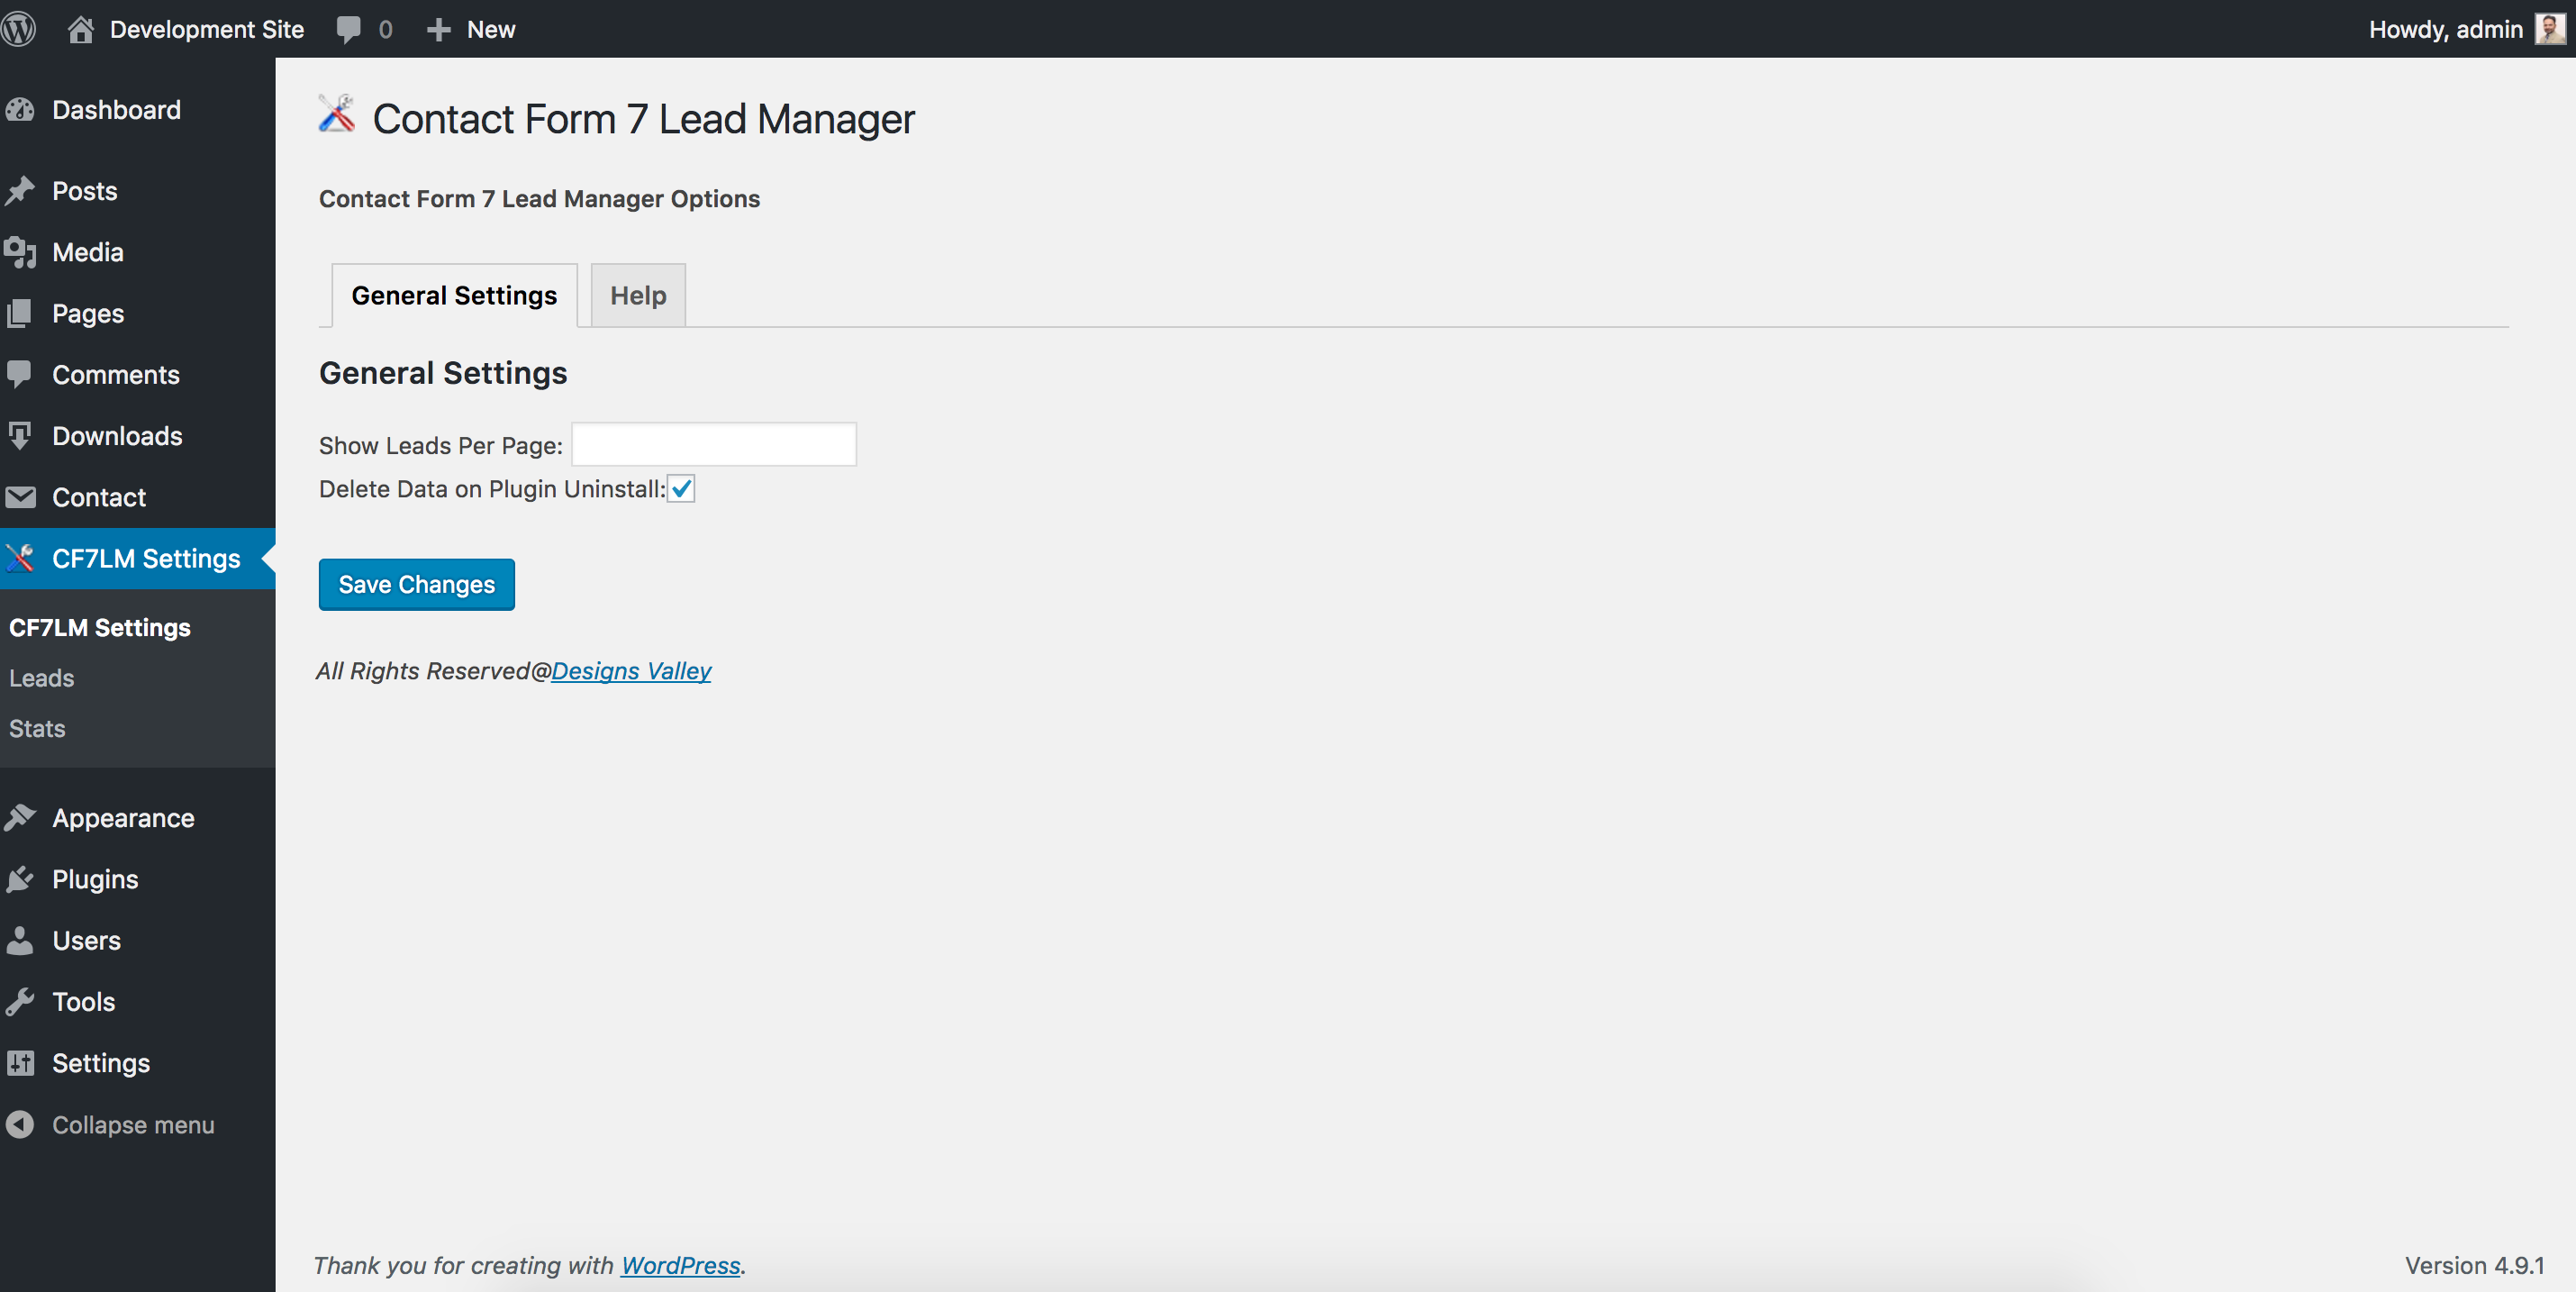 Development Site 0 New Howdy, admin
Dashboard
Posts
Media
Pages
Comments
Downloads
Contact
CF7LM Settings
CF7LM Settings
Leads
Stats
Appearance
Plugins
Users
Tools
Settings
Collapse menu
Contact Form 7 Lead Manager
Contact Form 7 Lead Manager Options
General Settings Help
General Settings
Show Leads Per Page:
Delete Data on Plugin Uninstall:
Save Changes
All Rights Reserved@Designs Valley
Thank you for creating with WordPress. Version 4.9.1